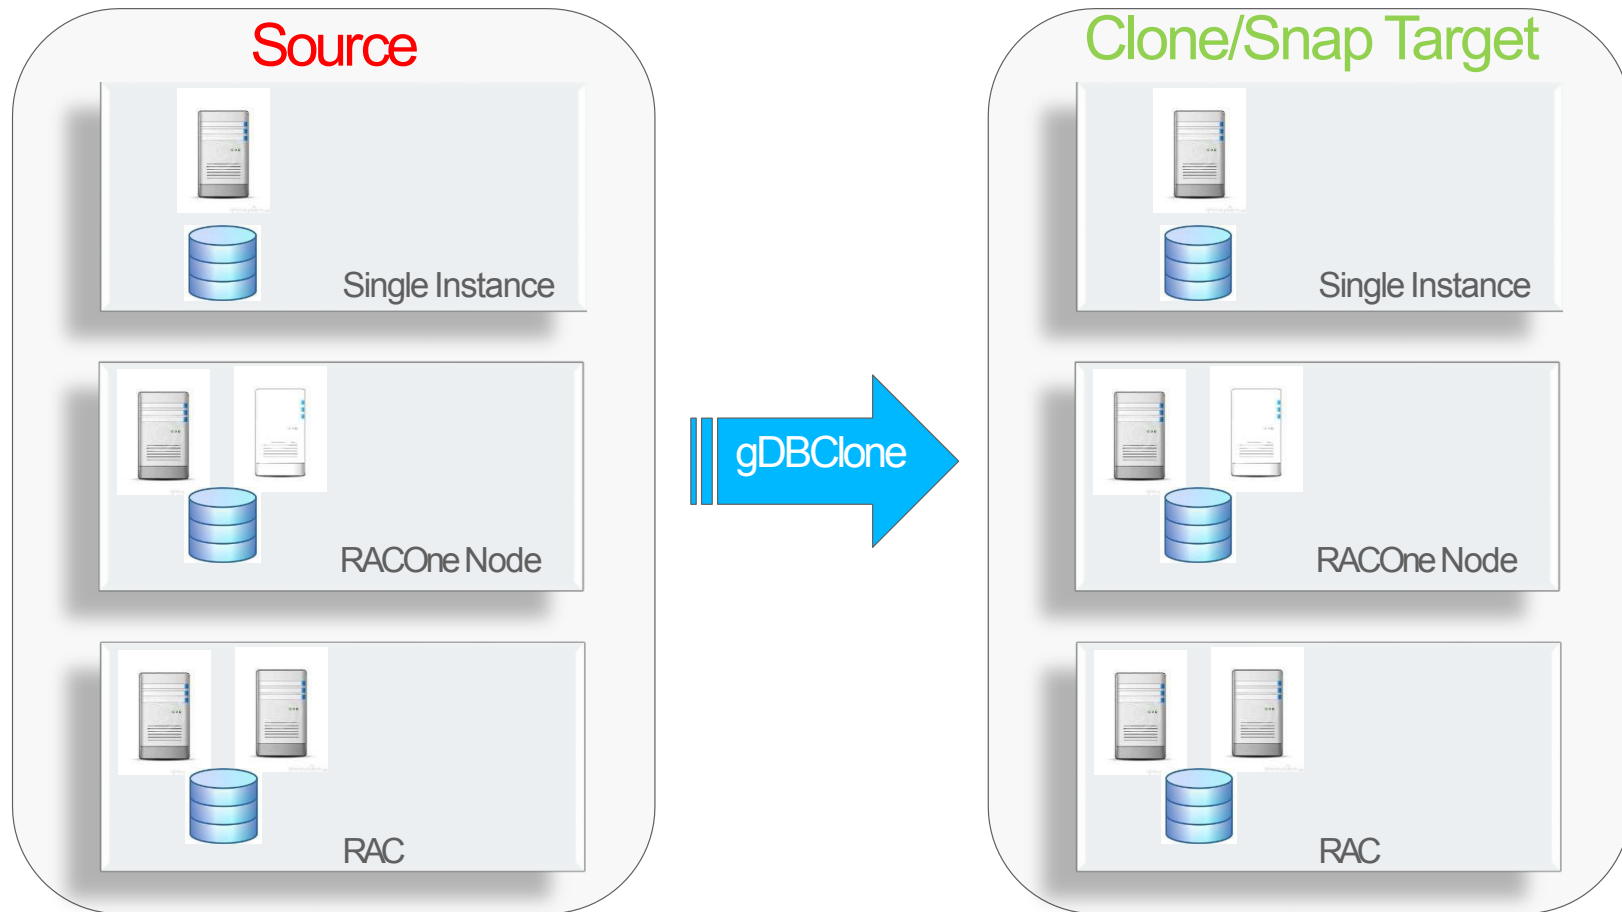 Source
Single Instance
RACOne Node
RAC
gDBClone
Clone/Snap Target
Single Instance
RACOne Node
RAC